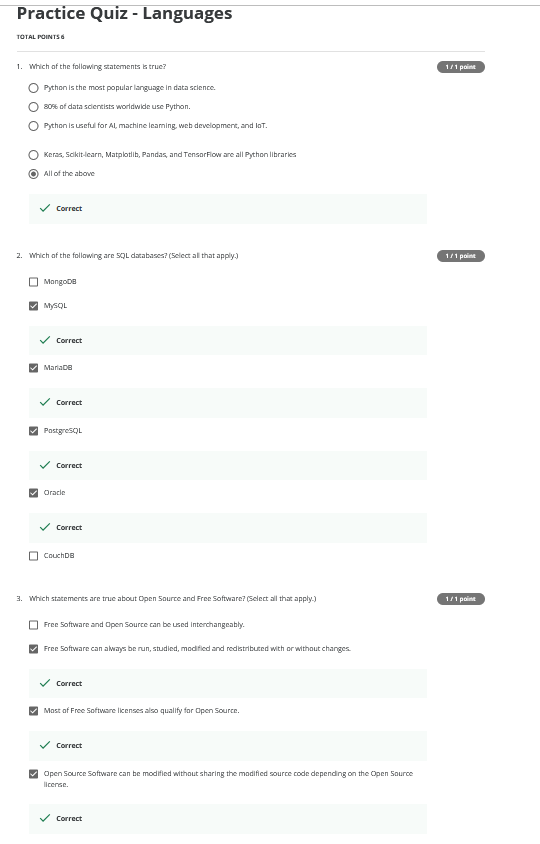 Practice Quiz - Languages
TOTAL POINTS 6
1. Which of the following statements is true?
1 / 1 point
Python is the most popular language in data science.
80% of data scientists worldwide use Python.
Python is useful for AI, machine learning, web development, and IoT.
Keras, Scikit-learn, Matplotlib, Pandas, and TensorFlow are all Python libraries
All of the above
Correct
2. Which of the following are SQL databases? (Select all that apply.)
1 / 1 point
MongoDB
MySQL
Correct
MariaDB
Correct
PostgreSQL
Correct
Oracle
Correct
CouchDB
3. Which statements are true about Open Source and Free Software? (Select all that apply.)
1 / 1 point
Free Software and Open Source can be used interchangeably.
Free Software can always be run, studied, modified and redistributed with or without changes.
Correct
Most of Free Software licenses also qualify for Open Source.
Correct
Open Source Software can be modified without sharing the modified source code depending on the Open Source
license.
Correct